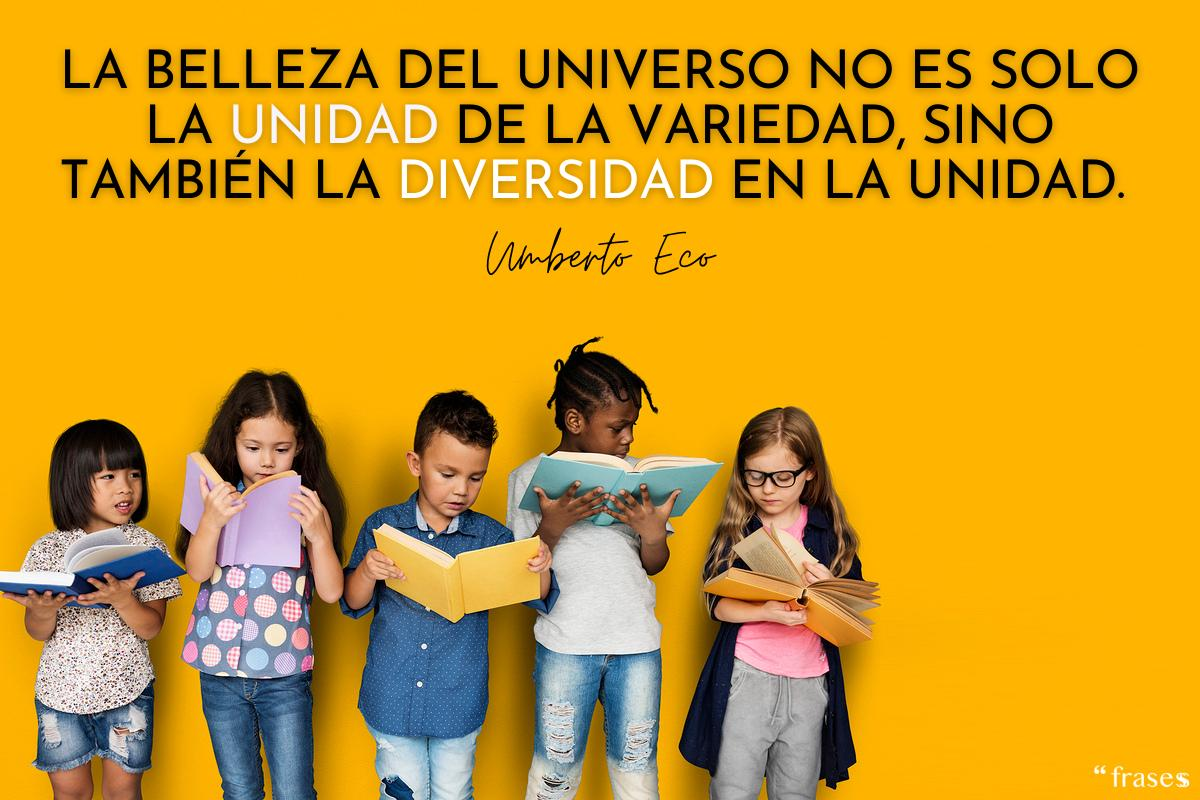 LA BELLEZA DEL UNIVERSO NO ES SOLO
LA UNIDAD DE LA VARIEDAD, SINO
TAMBIÉN LA DIVERSIDAD EN LA UNIDAD.
Umberto Eco
“frasess